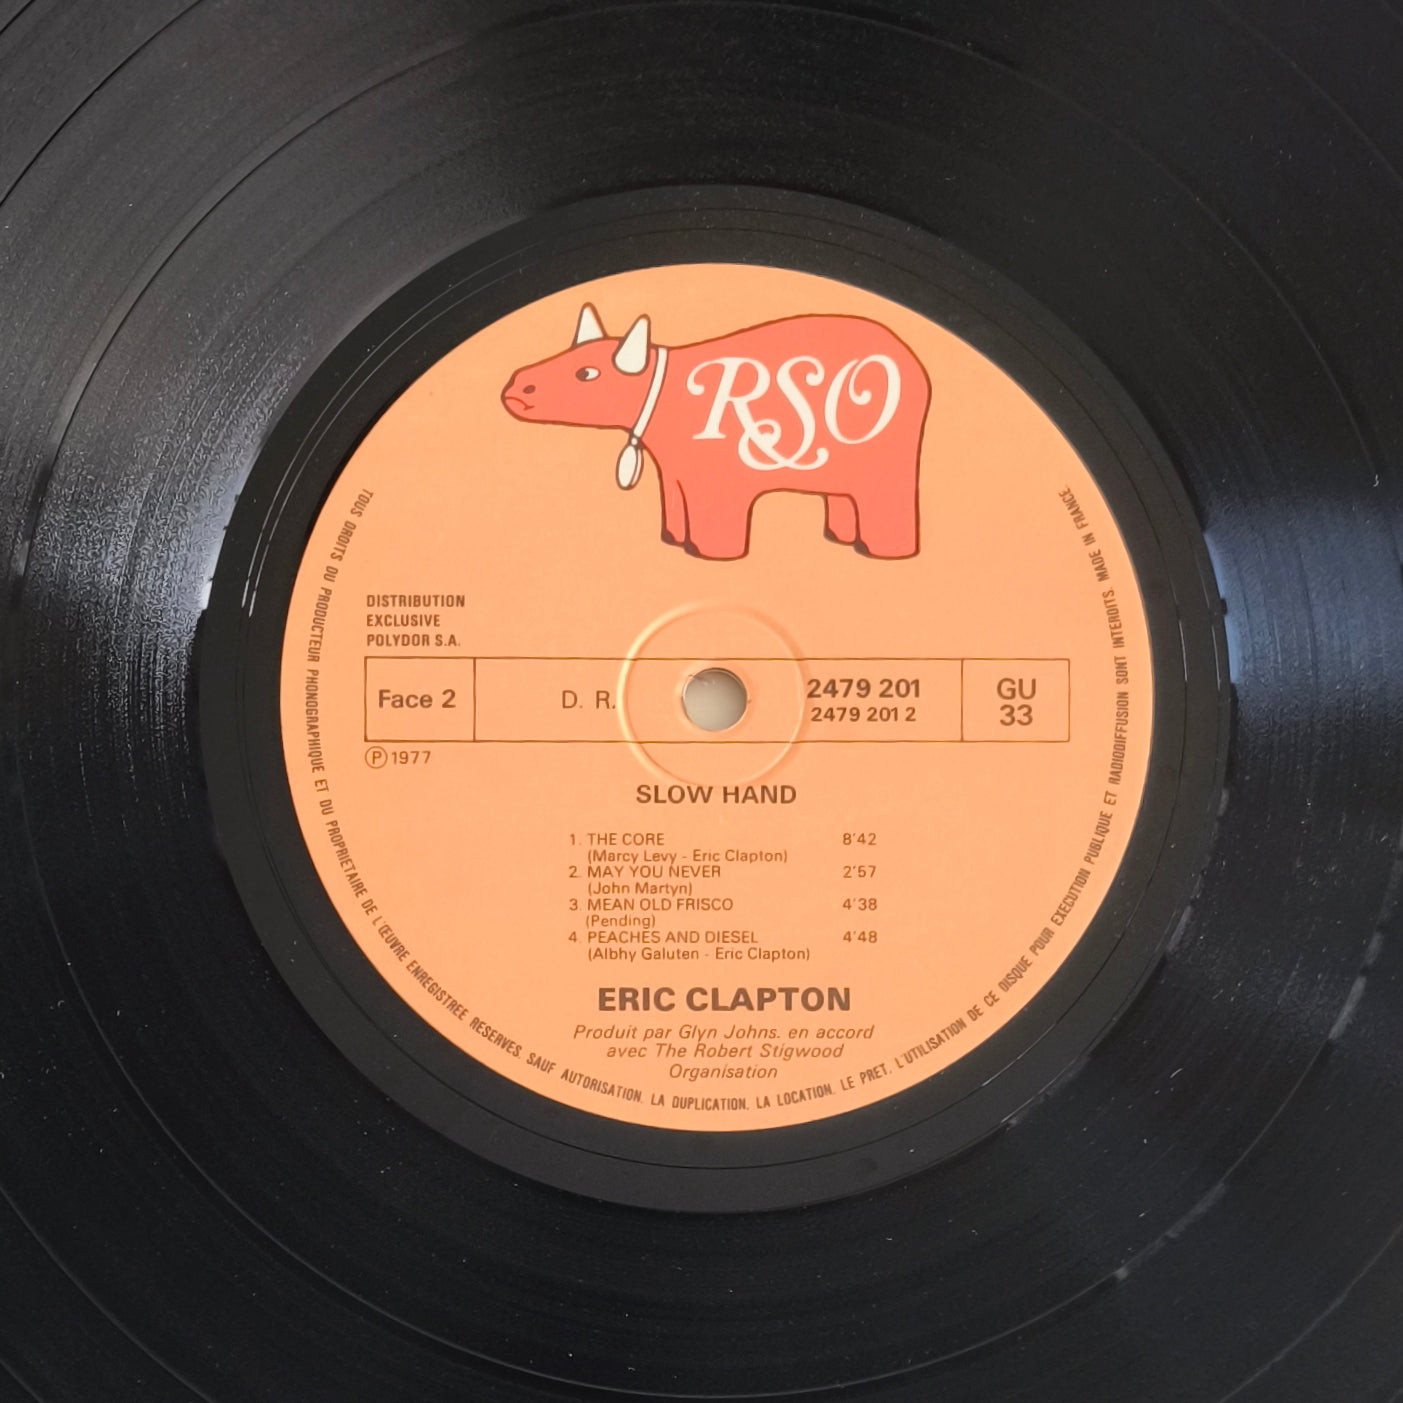 RSO
DISTRIBUTION
EXCLUSIVE
POLYDOR S.A.
Face 2
D. R.
2479 201
2479 201 2
GU
33
Ⓟ 1977
SLOW HAND
1. THE CORE 8'42
(Marcy Levy - Eric Clapton)
2. MAY YOU NEVER 2'57
(John Martyn)
3. MEAN OLD FRISCO 4'38
(Pending)
4. PEACHES AND DIESEL 4'48
(Albhy Galuten - Eric Clapton)
ERIC CLAPTON
Produit par Glyn Johns. en accord
avec The Robert Stigwood
Organisation
TOUS DROITS DU PRODUCTEUR PHONOGRAPHIQUE ET DU PROPRIETAIRE DE L'ŒUVRE ENREGISTREE RESERVES. SAUF AUTORISATION. LA DUPLICATION. LA LOCATION. LE PRET. L'UTILISATION DE CE DISQUE POUR EXECUTION PUBLIQUE ET RADIODIFFUSION SONT INTERDITS. MADE IN FRANCE.